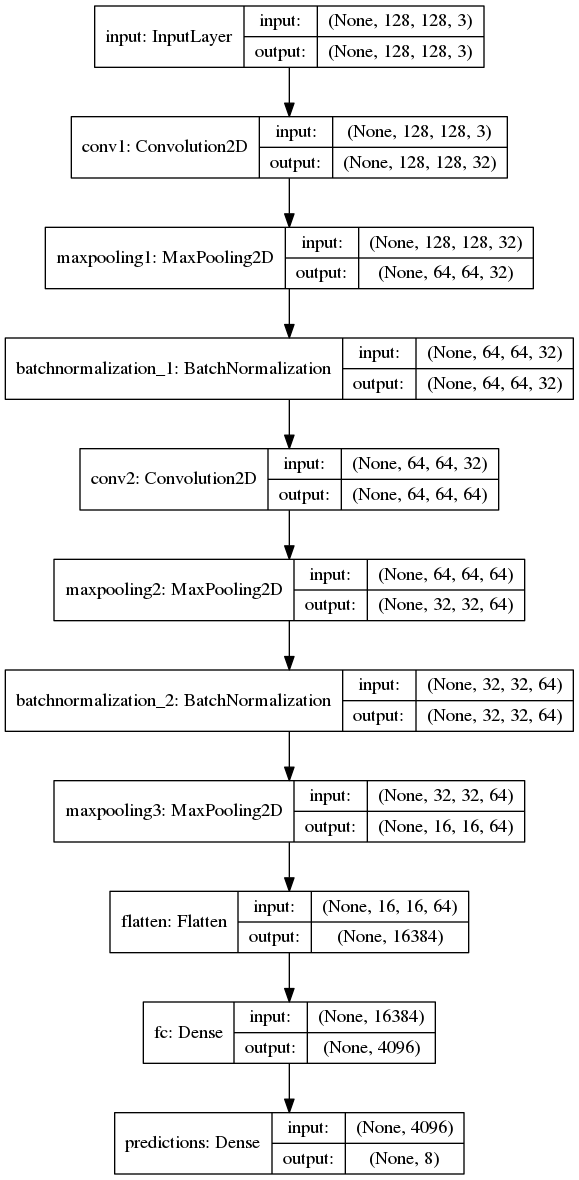 input: InputLayer
input: (None, 128, 128, 3)
output: (None, 128, 128, 3)
conv1: Convolution2D
input: (None, 128, 128, 3)
output: (None, 128, 128, 32)
maxpooling1: MaxPooling2D
input: (None, 128, 128, 32)
output: (None, 64, 64, 32)
batchnormalization_1: BatchNormalization
input: (None, 64, 64, 32)
output: (None, 64, 64, 32)
conv2: Convolution2D
input: (None, 64, 64, 32)
output: (None, 64, 64, 64)
maxpooling2: MaxPooling2D
input: (None, 64, 64, 64)
output: (None, 32, 32, 64)
batchnormalization_2: BatchNormalization
input: (None, 32, 32, 64)
output: (None, 32, 32, 64)
maxpooling3: MaxPooling2D
input: (None, 32, 32, 64)
output: (None, 16, 16, 64)
flatten: Flatten
input: (None, 16, 16, 64)
output: (None, 16384)
fc: Dense
input: (None, 16384)
output: (None, 4096)
predictions: Dense
input: (None, 4096)
output: (None, 8)